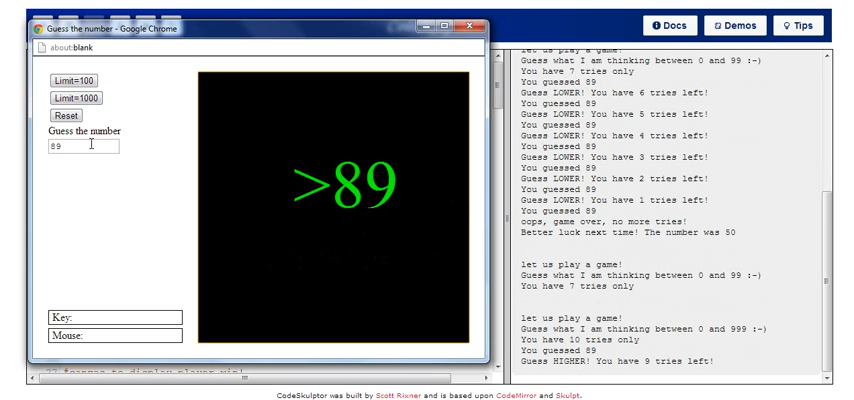 Guess the number - Google Chrome
about:blank
Limit=100
Limit=1000
Reset
Guess the number
89
>89
Key:
Mouse:
Docs
Demos
Tips
let us play a game!
Guess what I am thinking between 0 and 99 :-)
You have 7 tries only
You guessed 89
Guess LOWER! You have 6 tries left!
You guessed 89
Guess LOWER! You have 5 tries left!
You guessed 89
Guess LOWER! You have 4 tries left!
You guessed 89
Guess LOWER! You have 3 tries left!
You guessed 89
Guess LOWER! You have 2 tries left!
You guessed 89
Guess LOWER! You have 1 tries left!
You guessed 89
oops, game over, no more tries!
Better luck next time! The number was 50
let us play a game!
Guess what I am thinking between 0 and 99 :-)
You have 7 tries only
let us play a game!
Guess what I am thinking between 0 and 999 :-)
You have 10 tries only
You guessed 89
Guess HIGHER! You have 9 tries left!
CodeSkulptor was built by Scott Rixner and is based upon CodeMirror and Skulpt.